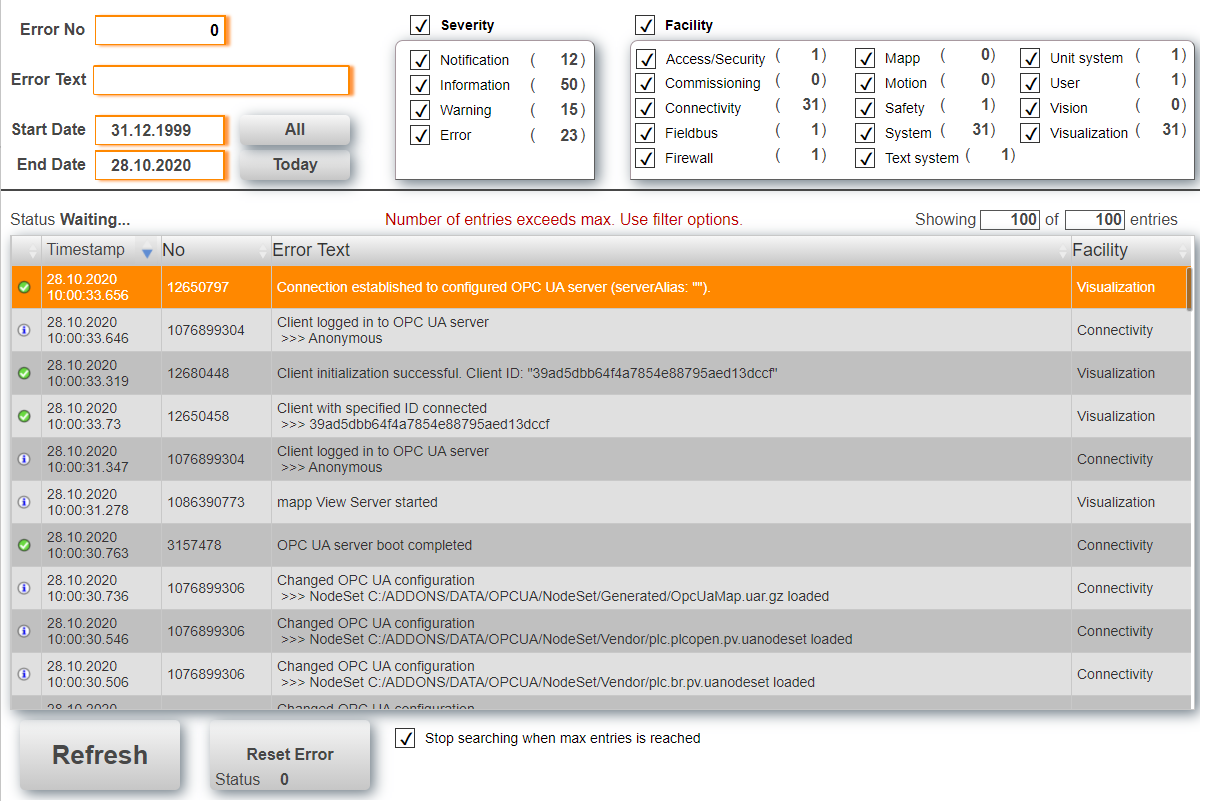 Error No 0
Error Text
Start Date 31.12.1999 All
End Date 28.10.2020 Today
Severity
Notification ( 12 )
Information ( 50 )
Warning ( 15 )
Error ( 23 )
Facility
Access/Security ( 1 ) Mapp ( 0 ) Unit system ( 1 )
Commissioning ( 0 ) Motion ( 0 ) User ( 1 )
Connectivity ( 31 ) Safety ( 1 ) Vision ( 0 )
Fieldbus ( 1 ) System ( 31 ) Visualization ( 31 )
Firewall ( 1 ) Text system ( 1 )
Status Waiting... Number of entries exceeds max. Use filter options. Showing 100 of 100 entries
Timestamp No Error Text Facility
28.10.2020
10:00:33.656 12650797 Connection established to configured OPC UA server (serverAlias: ""). Visualization
28.10.2020 Client logged in to OPC UA server
10:00:33.646 1076899304 >>> Anonymous Connectivity
28.10.2020
10:00:33.319 12680448 Client initialization successful. Client ID: "39ad5dbb64f4a7854e88795aed13dccf" Visualization
28.10.2020 Client with specified ID connected
10:00:33.73 12650458 >>> 39ad5dbb64f4a7854e88795aed13dccf Visualization
28.10.2020 Client logged in to OPC UA server
10:00:31.347 1076899304 >>> Anonymous Connectivity
28.10.2020
10:00:31.278 1086390773 mapp View Server started Visualization
28.10.2020
10:00:30.763 3157478 OPC UA server boot completed Connectivity
28.10.2020 Changed OPC UA configuration
10:00:30.736 1076899306 >>> NodeSet C:/ADDONS/DATA/OPCUA/NodeSet/Generated/OpcUaMap.uar.gz loaded Connectivity
28.10.2020 Changed OPC UA configuration
10:00:30.546 1076899306 >>> NodeSet C:/ADDONS/DATA/OPCUA/NodeSet/Vendor/plc.plcopen.pv.uanodeset loaded Connectivity
28.10.2020 Changed OPC UA configuration
10:00:30.506 1076899306 >>> NodeSet C:/ADDONS/DATA/OPCUA/NodeSet/Vendor/plc.br.pv.uanodeset loaded Connectivity
28.10.2020 Changed OPC UA configuration
Refresh
Reset Error
Status 0
Stop searching when max entries is reached